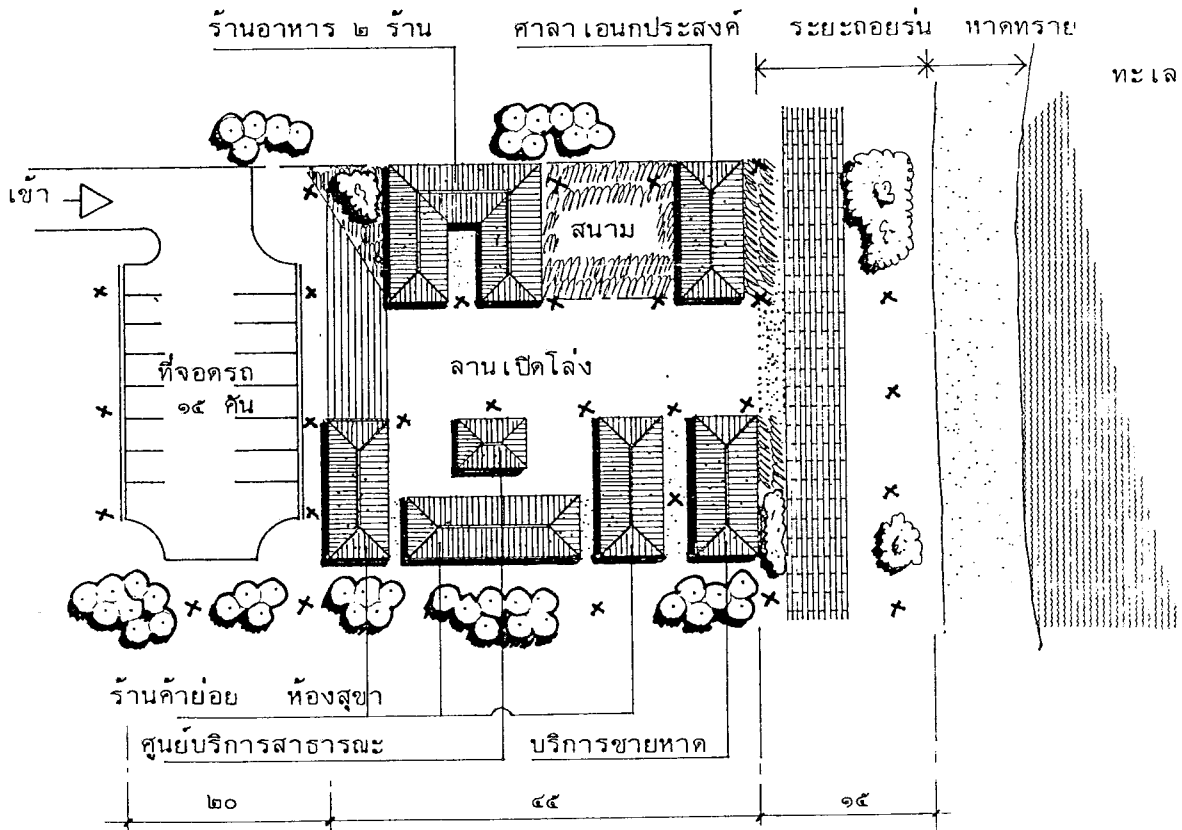 ร้านอาหาร ๒ ร้าน
ศาลาเอนกประสงค์
ระยะถอยร่น
หาดทราย
ทะเล
เข้า
สนาม
ที่จอดรถ
๑๕ คัน
ลานเปิดโล่ง
ร้านค้าย่อย ห้องสุขา
ศูนย์บริการสาธารณะ
บริการชายหาด
๒๐
๔๕
๑๕